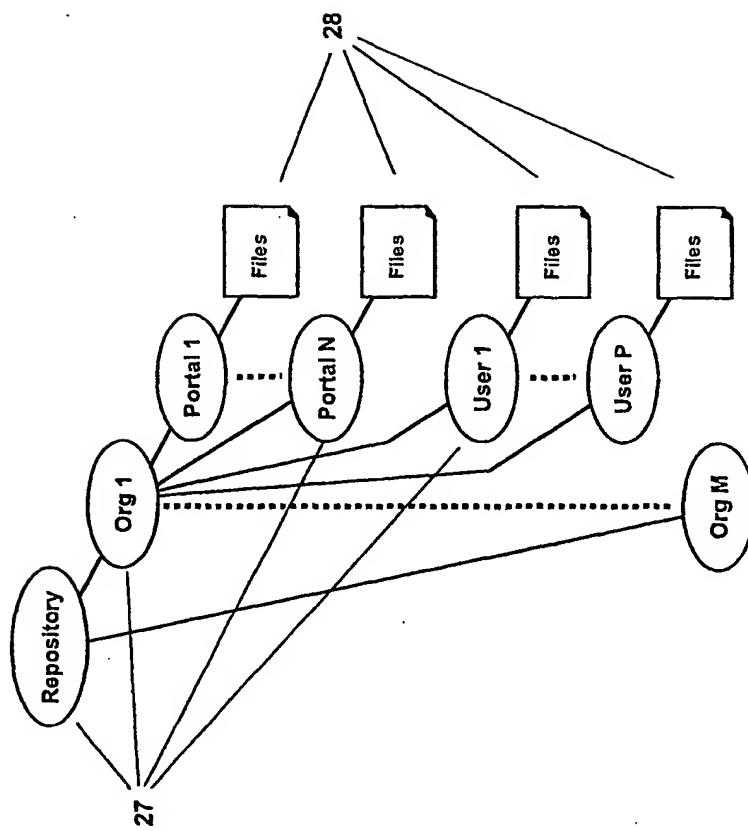 Repository
Org 1
Portal 1
Files
Portal N
Files
User 1
Files
User P
Files
Org M
27
28